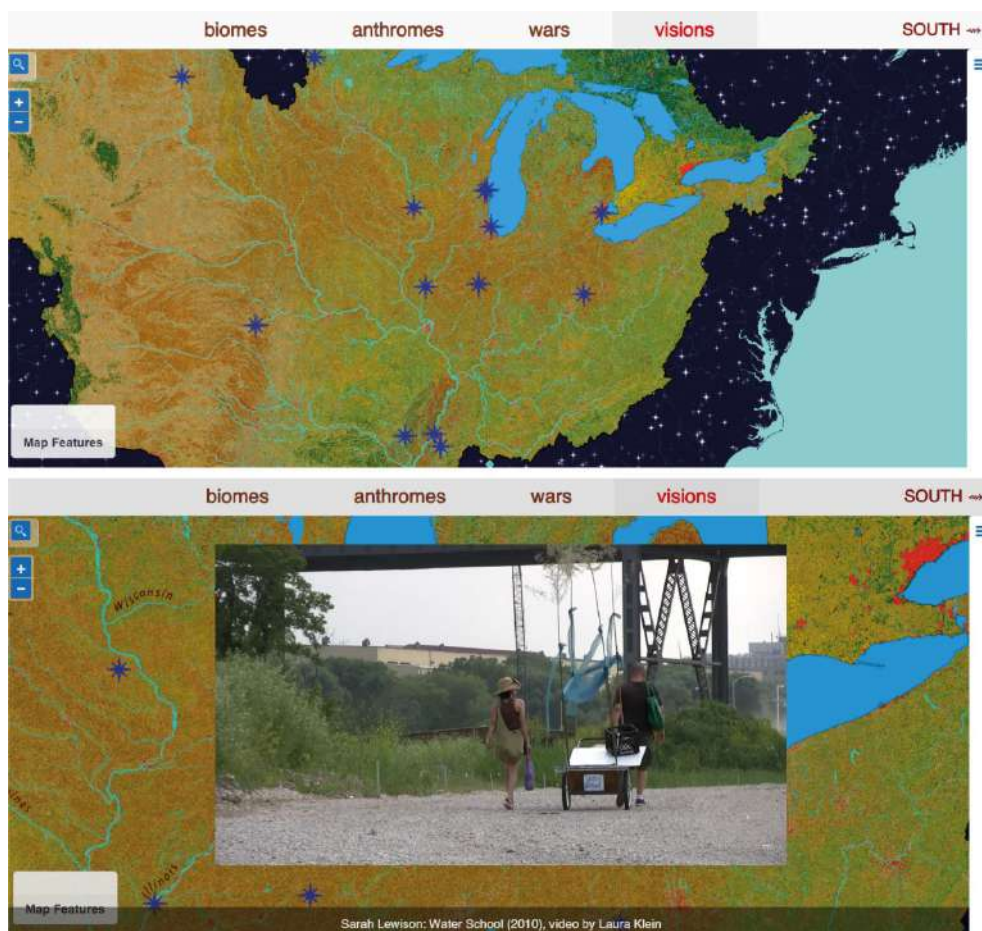 biomes anthromes wars visions SOUTH ⇝
+
−
Map Features
biomes anthromes wars visions SOUTH ⇝
+
−
Wisconsin
Illinois
Map Features
Sarah Lewison: Water School (2010), video by Laura Klein